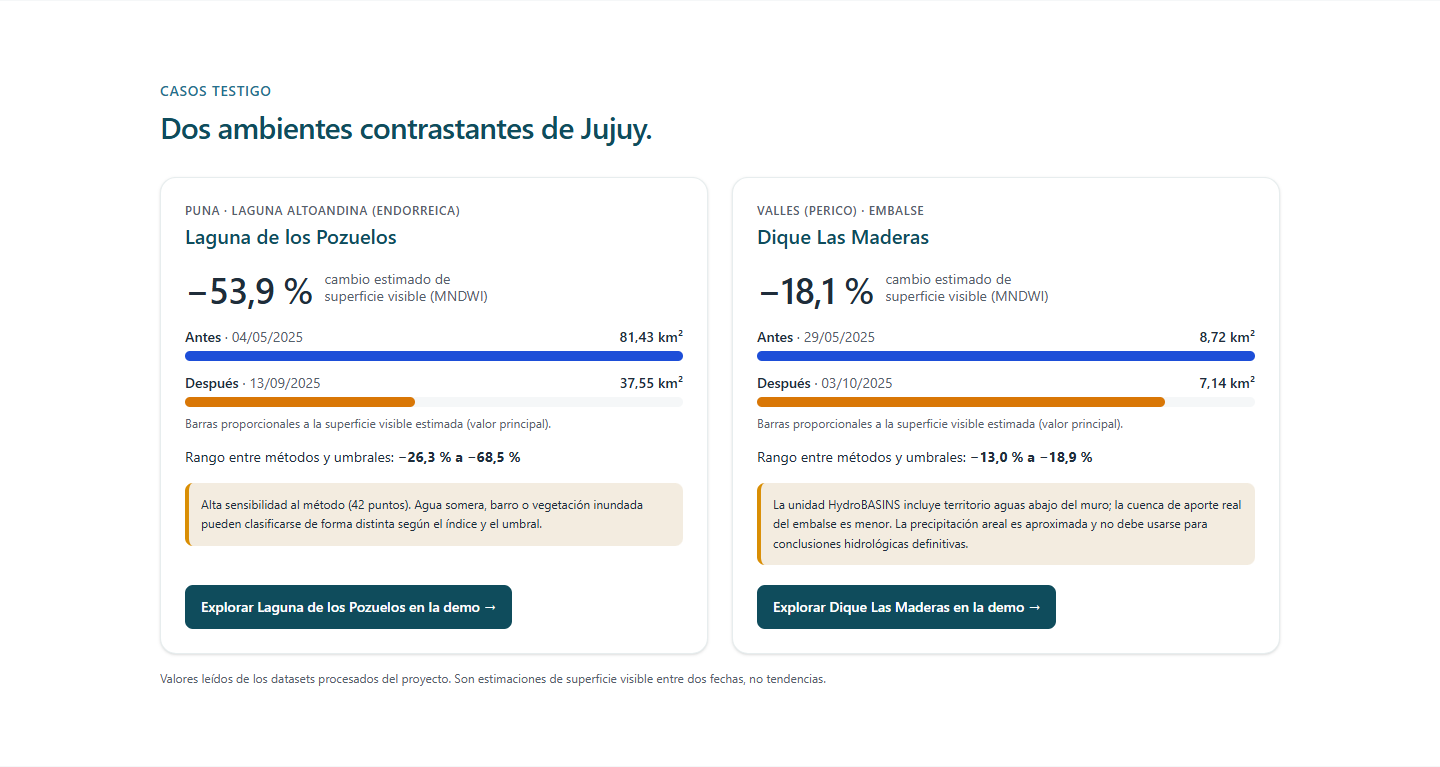 CASOS TESTIGO
Dos ambientes contrastantes de Jujuy.
PUNA · LAGUNA ALTOANDINA (ENDORREICA)
Laguna de los Pozuelos
−53,9 %
cambio estimado de
superficie visible (MNDWI)
Antes · 04/05/2025 81,43 km²
Después · 13/09/2025 37,55 km²
Barras proporcionales a la superficie visible estimada (valor principal).
Rango entre métodos y umbrales: −26,3 % a −68,5 %
Alta sensibilidad al método (42 puntos). Agua somera, barro o vegetación inundada
pueden clasificarse de forma distinta según el índice y el umbral.
Explorar Laguna de los Pozuelos en la demo →
VALLES (PERICO) · EMBALSE
Dique Las Maderas
−18,1 %
cambio estimado de
superficie visible (MNDWI)
Antes · 29/05/2025 8,72 km²
Después · 03/10/2025 7,14 km²
Barras proporcionales a la superficie visible estimada (valor principal).
Rango entre métodos y umbrales: −13,0 % a −18,9 %
La unidad HydroBASINS incluye territorio aguas abajo del muro; la cuenca de aporte real
del embalse es menor. La precipitación areal es aproximada y no debe usarse para
conclusiones hidrológicas definitivas.
Explorar Dique Las Maderas en la demo →
Valores leídos de los datasets procesados del proyecto. Son estimaciones de superficie visible entre dos fechas, no tendencias.